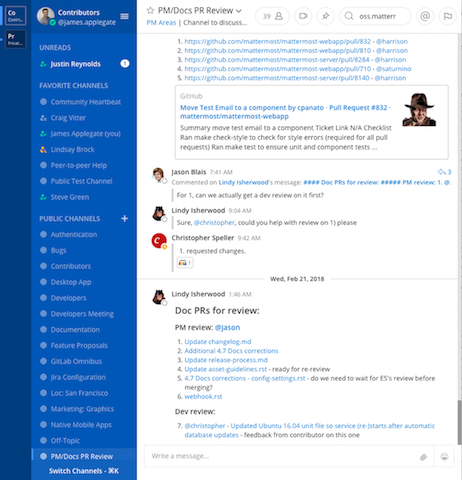 Co
Contr...
Pr
Privat...
Contributors
@james.applegate
UNREADS
Justin Reynolds 1
FAVORITE CHANNELS
Community Heartbeat
Craig Vitter
James Applegate (you)
Lindsay Brock
Peer-to-peer Help
Public Test Channel
Steve Green
PUBLIC CHANNELS +
Authentication
Bugs
Contributors
Desktop App
Developers
Developers Meeting
Documentation
Feature Proposals
GitLab Omnibus
Jira Configuration
Loc: San Francisco
Marketing: Graphics
Native Mobile Apps
Off-Topic
PM/Docs PR Review
Switch Channels - ⌘K
PM/Docs PR Review
PM Areas | Channel to discuss...
39
oss.matterr
@
1. https://github.com/mattermost/mattermost-webapp/pull/832 - @harrison
2. https://github.com/mattermost/mattermost-webapp/pull/810 - @harrison
3. https://github.com/mattermost/mattermost-server/pull/8284 - @harrison
4. https://github.com/mattermost/mattermost-webapp/pull/710 - @saturnino
5. https://github.com/mattermost/mattermost-server/pull/8140 - @harrison
GitHub
Move Test Email to a component by cpanato · Pull Request #832 ·
mattermost/mattermost-webapp
Summary move test email to a component Ticket Link N/A Checklist
Ran make check-style to check for style errors (required for all pull
requests) Ran make test to ensure unit and component tests ...
Jason Blais 7:41 AM 3
Commented on Lindy Isherwood's message: #### Doc PRs for review: ##### PM review: 1. @.
For 1, can we actually get a dev review on it first?
Lindy Isherwood 9:04 AM
Sure, @christopher, could you help with review on 1) please
Christopher Speller 9:42 AM
1. requested changes.
1
Wed, Feb 21, 2018
Lindy Isherwood 1:46 AM
Doc PRs for review:
PM review: @jason
1. Update changelog.md
2. Additional 4.7 Docs corrections
3. Update release-process.md
4. Update asset-guidelines.rst - ready for re-review
5. 4.7 Docs corrections - config-settings.rst - do we need to wait for ES's review before
merging?
6. webhook.rst
Dev review:
7. @christopher - Updated Ubuntu 16.04 unit file so service (re-)starts after automatic
database updates - feedback from contributor on this one
Write a message...